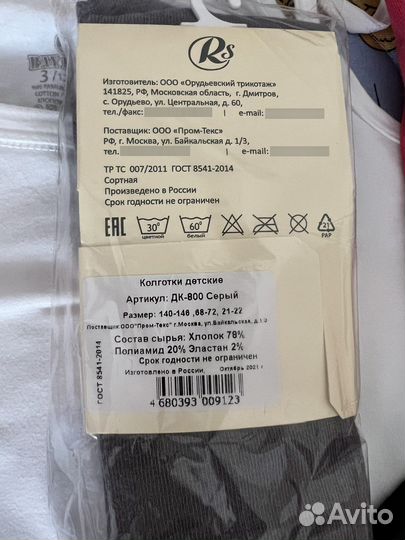 Rs
Изготовитель: ООО «Орудьевский трикотаж»
141825, РФ, Московская область, г. Дмитров,
с. Орудьево, ул. Центральная, д. 60,
тел./факс: | e-mail:
Поставщик: ООО «Пром-Текс»
РФ, г. Москва, ул. Байкальская д. 1/3,
тел. | e-mail:
ТР ТС 007/2011 ГОСТ 8541-2014
Сортная
Произведено в России
Срок годности не ограничен
EAC 30 60 21
цветной белый PAP
Колготки детские
Артикул: ДК-800 Серый
Размер: 140-146 ,68-72, 21-22
Поставщик:ООО"Пром-Текс" г.Москва, ул.Байкальская, д.1/3
Состав сырья: Хлопок 78%
Полиамид 20% Эластан 2%
Срок годности не ограничен
Изготовлено в России, Октябрь 2021 г
ГОСТ 8541-2014
4 680393 009123
Avito